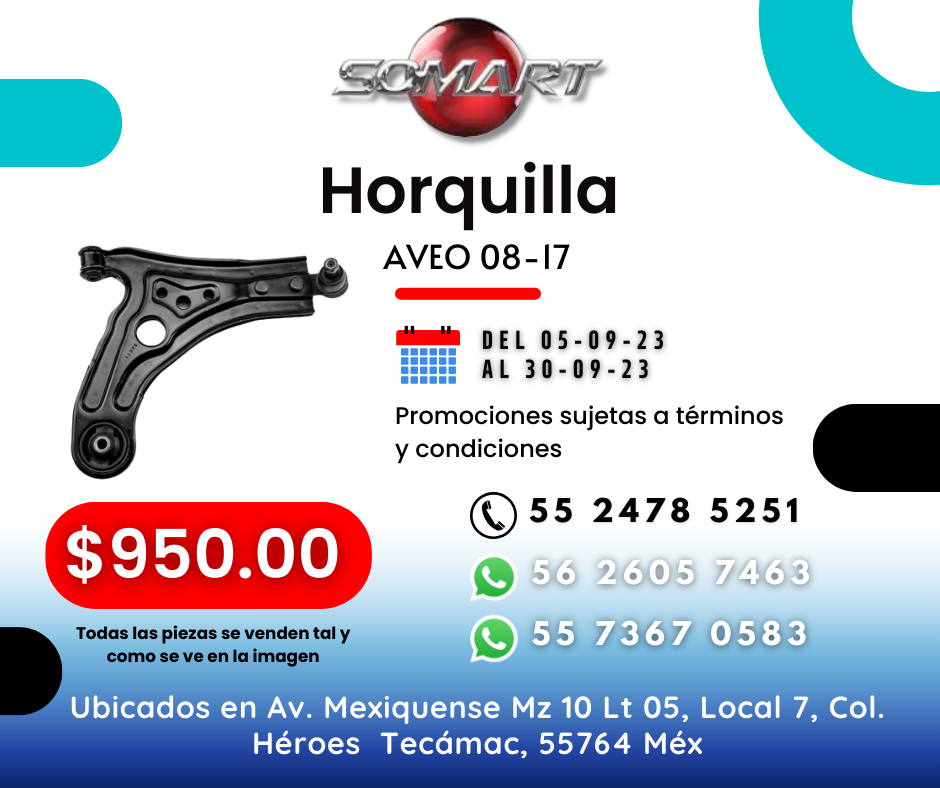 SOMART
Horquilla
AVEO 08-17
DEL 05-09-23
AL 30-09-23
Promociones sujetas a términos
y condiciones
$950.00
55 2478 5251
56 2605 7463
55 7367 0583
Todas las piezas se venden tal y
como se ve en la imagen
Ubicados en Av. Mexiquense Mz 10 Lt 05, Local 7, Col.
Héroes Tecámac, 55764 Méx